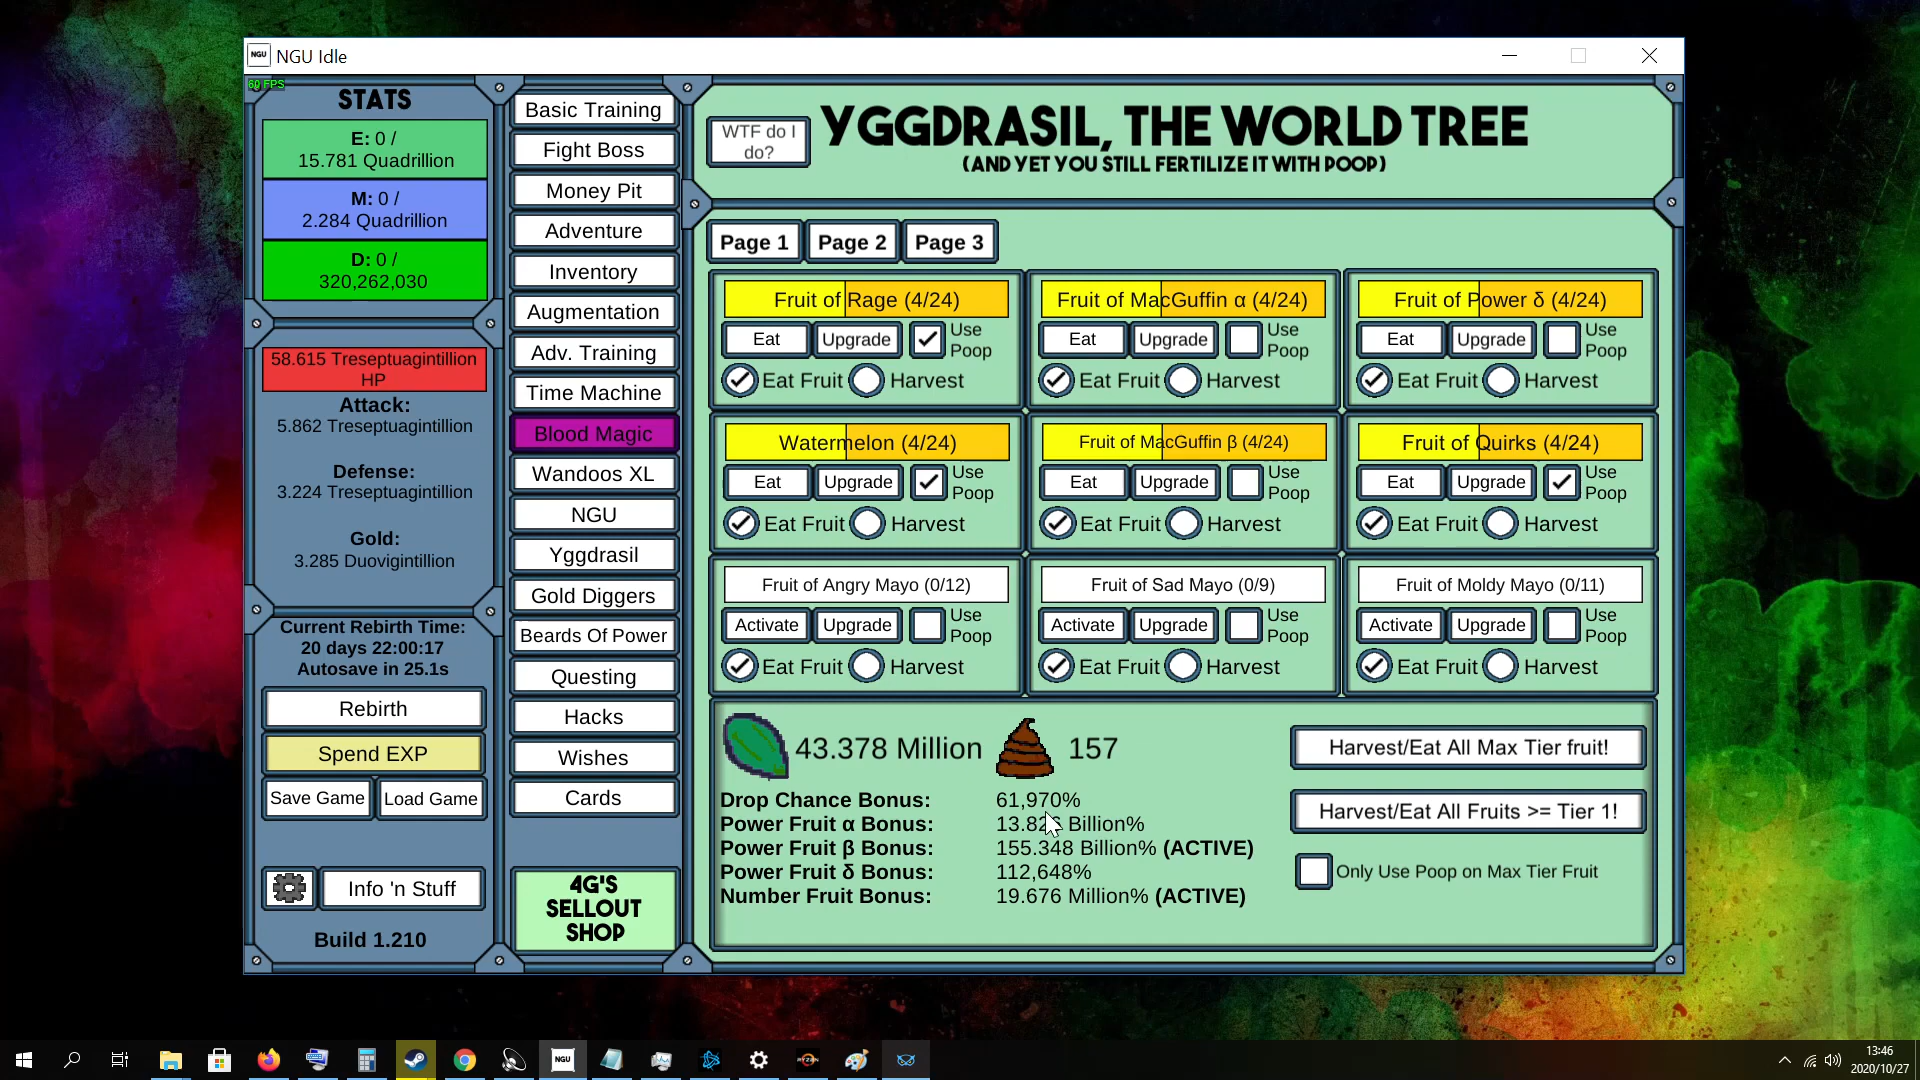 NGU Idle
60 FPS
STATS
E: 0 /
15.781 Quadrillion
M: 0 /
2.284 Quadrillion
D: 0 /
320,262,030
58.615 Treseptuagintillion
HP
Attack:
5.862 Treseptuagintillion
Defense:
3.224 Treseptuagintillion
Gold:
3.285 Duovigintillion
Current Rebirth Time:
20 days 22:00:17
Autosave in 25.1s
Rebirth
Spend EXP
Save Game
Load Game
Info 'n Stuff
Build 1.210
Basic Training
Fight Boss
Money Pit
Adventure
Inventory
Augmentation
Adv. Training
Time Machine
Blood Magic
Wandoos XL
NGU
Yggdrasil
Gold Diggers
Beards Of Power
Questing
Hacks
Wishes
Cards
4G'S
SELLOUT
SHOP
WTF do I
do?
YGGDRASIL, THE WORLD TREE
(AND YET YOU STILL FERTILIZE IT WITH POOP)
Page 1
Page 2
Page 3
Fruit of Rage (4/24)
Eat
Upgrade
Use
Poop
Eat Fruit
Harvest
Fruit of MacGuffin α (4/24)
Eat
Upgrade
Use
Poop
Eat Fruit
Harvest
Fruit of Power δ (4/24)
Eat
Upgrade
Use
Poop
Eat Fruit
Harvest
Watermelon (4/24)
Eat
Upgrade
Use
Poop
Eat Fruit
Harvest
Fruit of MacGuffin β (4/24)
Eat
Upgrade
Use
Poop
Eat Fruit
Harvest
Fruit of Quirks (4/24)
Eat
Upgrade
Use
Poop
Eat Fruit
Harvest
Fruit of Angry Mayo (0/12)
Activate
Upgrade
Use
Poop
Eat Fruit
Harvest
Fruit of Sad Mayo (0/9)
Activate
Upgrade
Use
Poop
Eat Fruit
Harvest
Fruit of Moldy Mayo (0/11)
Activate
Upgrade
Use
Poop
Eat Fruit
Harvest
43.378 Million
157
Drop Chance Bonus: 61,970%
Power Fruit α Bonus: Billion%
Power Fruit β Bonus: 155.348 Billion% (ACTIVE)
Power Fruit δ Bonus: 112,648%
Number Fruit Bonus: 19.676 Million% (ACTIVE)
Harvest/Eat All Max Tier fruit!
Harvest/Eat All Fruits >= Tier 1!
Only Use Poop on Max Tier Fruit
NGU
RYZEN
13:46
2020/10/27